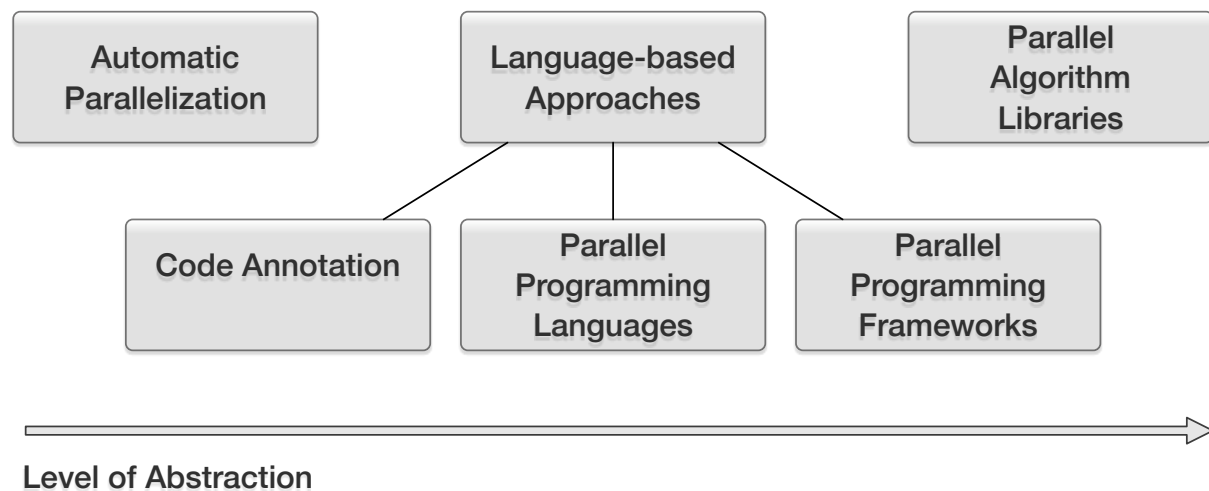 Automatic
Parallelization
Language-based
Approaches
Parallel
Algorithm
Libraries
Code Annotation
Parallel
Programming
Languages
Parallel
Programming
Frameworks
Level of Abstraction